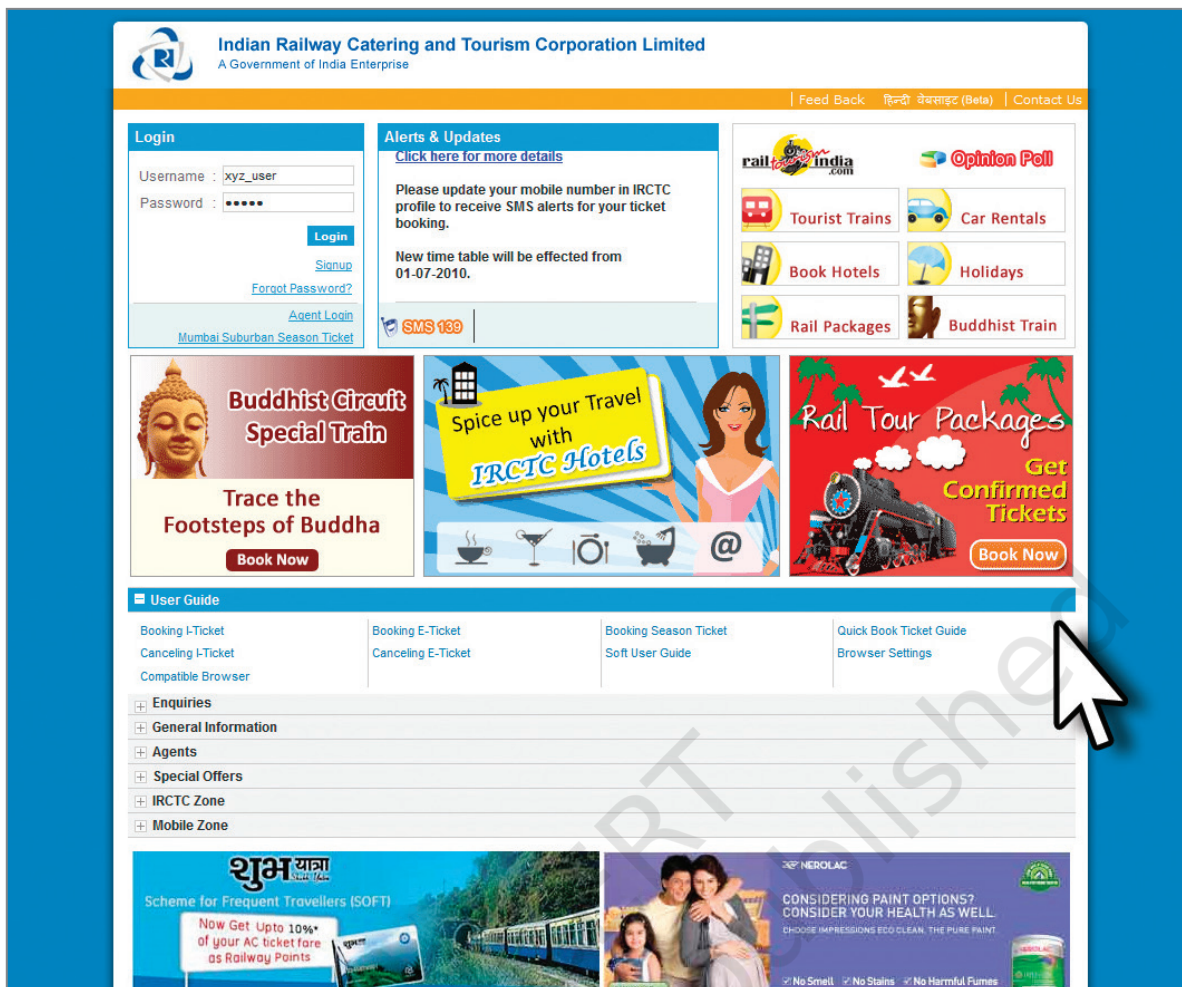 Indian Railway Catering and Tourism Corporation Limited
A Government of India Enterprise
Feed Back | हिन्दी वेबसाइट (Beta) | Contact Us
Login
Username : xyz_user
Password : •••••
Login
Signup
Forgot Password?
Agent Login
Mumbai Suburban Season Ticket
Alerts & Updates
Click here for more details
Please update your mobile number in IRCTC
profile to receive SMS alerts for your ticket
booking.
New time table will be effected from
01-07-2010.
SMS 139
rail tourism india .com
Opinion Poll
Tourist Trains
Car Rentals
Book Hotels
Holidays
Rail Packages
Buddhist Train
Buddhist Circuit
Special Train
Trace the
Footsteps of Buddha
Book Now
Spice up your Travel
with
IRCTC Hotels
@
Rail Tour Packages
Get
Confirmed
Tickets
Book Now
User Guide
Booking I-Ticket
Booking E-Ticket
Booking Season Ticket
Quick Book Ticket Guide
Canceling I-Ticket
Canceling E-Ticket
Soft User Guide
Browser Settings
Compatible Browser
Enquiries
General Information
Agents
Special Offers
IRCTC Zone
Mobile Zone
शुभ यात्रा
Scheme for Frequent Travellers (SOFT)
Now Get Upto 10%*
of your AC ticket fare
as Railway Points
NEROLAC
CONSIDERING PAINT OPTIONS?
CONSIDER YOUR HEALTH AS WELL.
CHOOSE IMPRESSIONS ECO CLEAN. THE PURE PAINT.
No Smell No Stains No Harmful Fumes